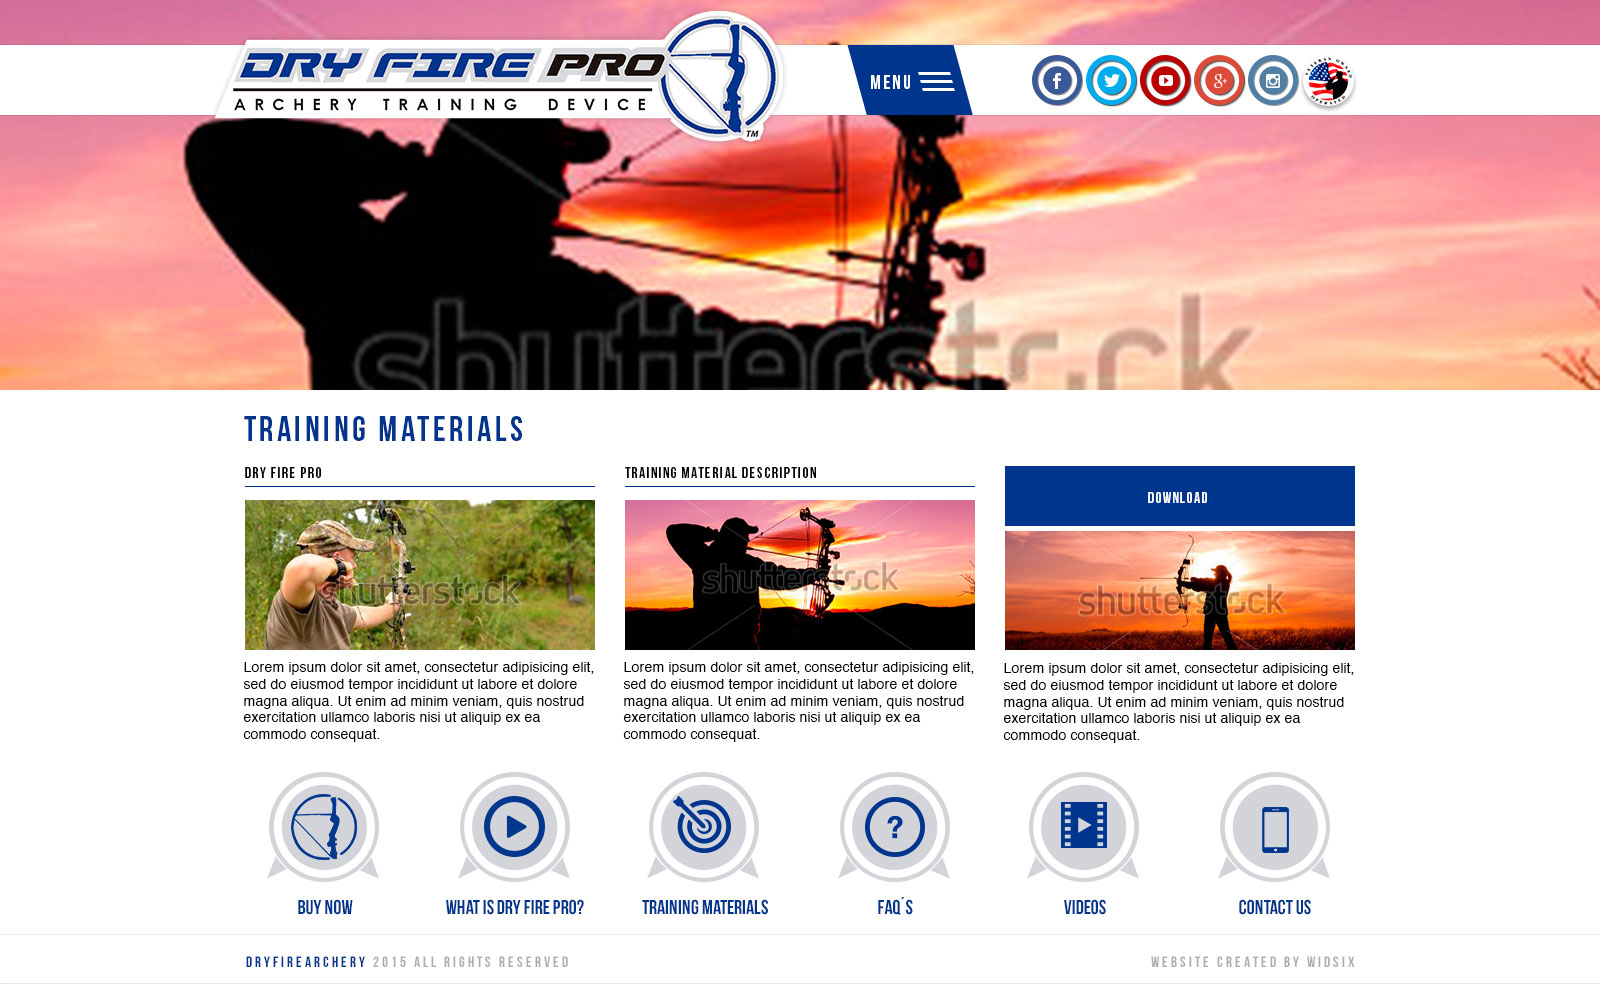 DRY FIRE PRO
ARCHERY TRAINING DEVICE
TM
MENU
f
g+
VETERAN OWNED
OPERATED
shutterstock
TRAINING MATERIALS
DRY FIRE PRO
TRAINING MATERIAL DESCRIPTION
DOWNLOAD
shutterstock
shutterstock
shutterstock
Lorem ipsum dolor sit amet, consectetur adipisicing elit,
sed do eiusmod tempor incididunt ut labore et dolore
magna aliqua. Ut enim ad minim veniam, quis nostrud
exercitation ullamco laboris nisi ut aliquip ex ea
commodo consequat.
Lorem ipsum dolor sit amet, consectetur adipisicing elit,
sed do eiusmod tempor incididunt ut labore et dolore
magna aliqua. Ut enim ad minim veniam, quis nostrud
exercitation ullamco laboris nisi ut aliquip ex ea
commodo consequat.
Lorem ipsum dolor sit amet, consectetur adipisicing elit,
sed do eiusmod tempor incididunt ut labore et dolore
magna aliqua. Ut enim ad minim veniam, quis nostrud
exercitation ullamco laboris nisi ut aliquip ex ea
commodo consequat.
?
BUY NOW
WHAT IS DRY FIRE PRO?
TRAINING MATERIALS
FAQ´S
VIDEOS
CONTACT US
DRYFIREARCHERY 2015 ALL RIGHTS RESERVED
WEBSITE CREATED BY WIDSIX